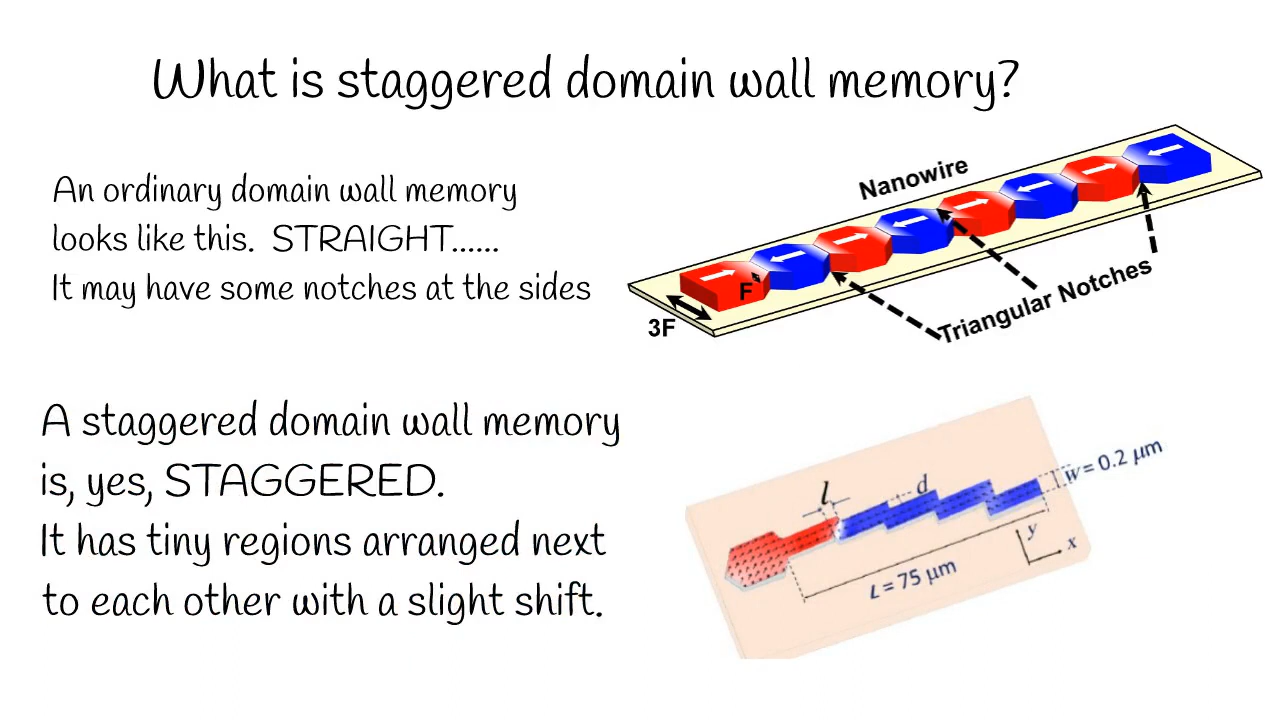 What is staggered domain wall memory?
An ordinary domain wall memory
looks like this. STRAIGHT......
It may have some notches at the sides
Nanowire
F
3F
Triangular Notches
A staggered domain wall memory
is, yes, STAGGERED.
It has tiny regions arranged next
to each other with a slight shift.
l
d
w = 0.2 μm
L = 75 μm
y
x